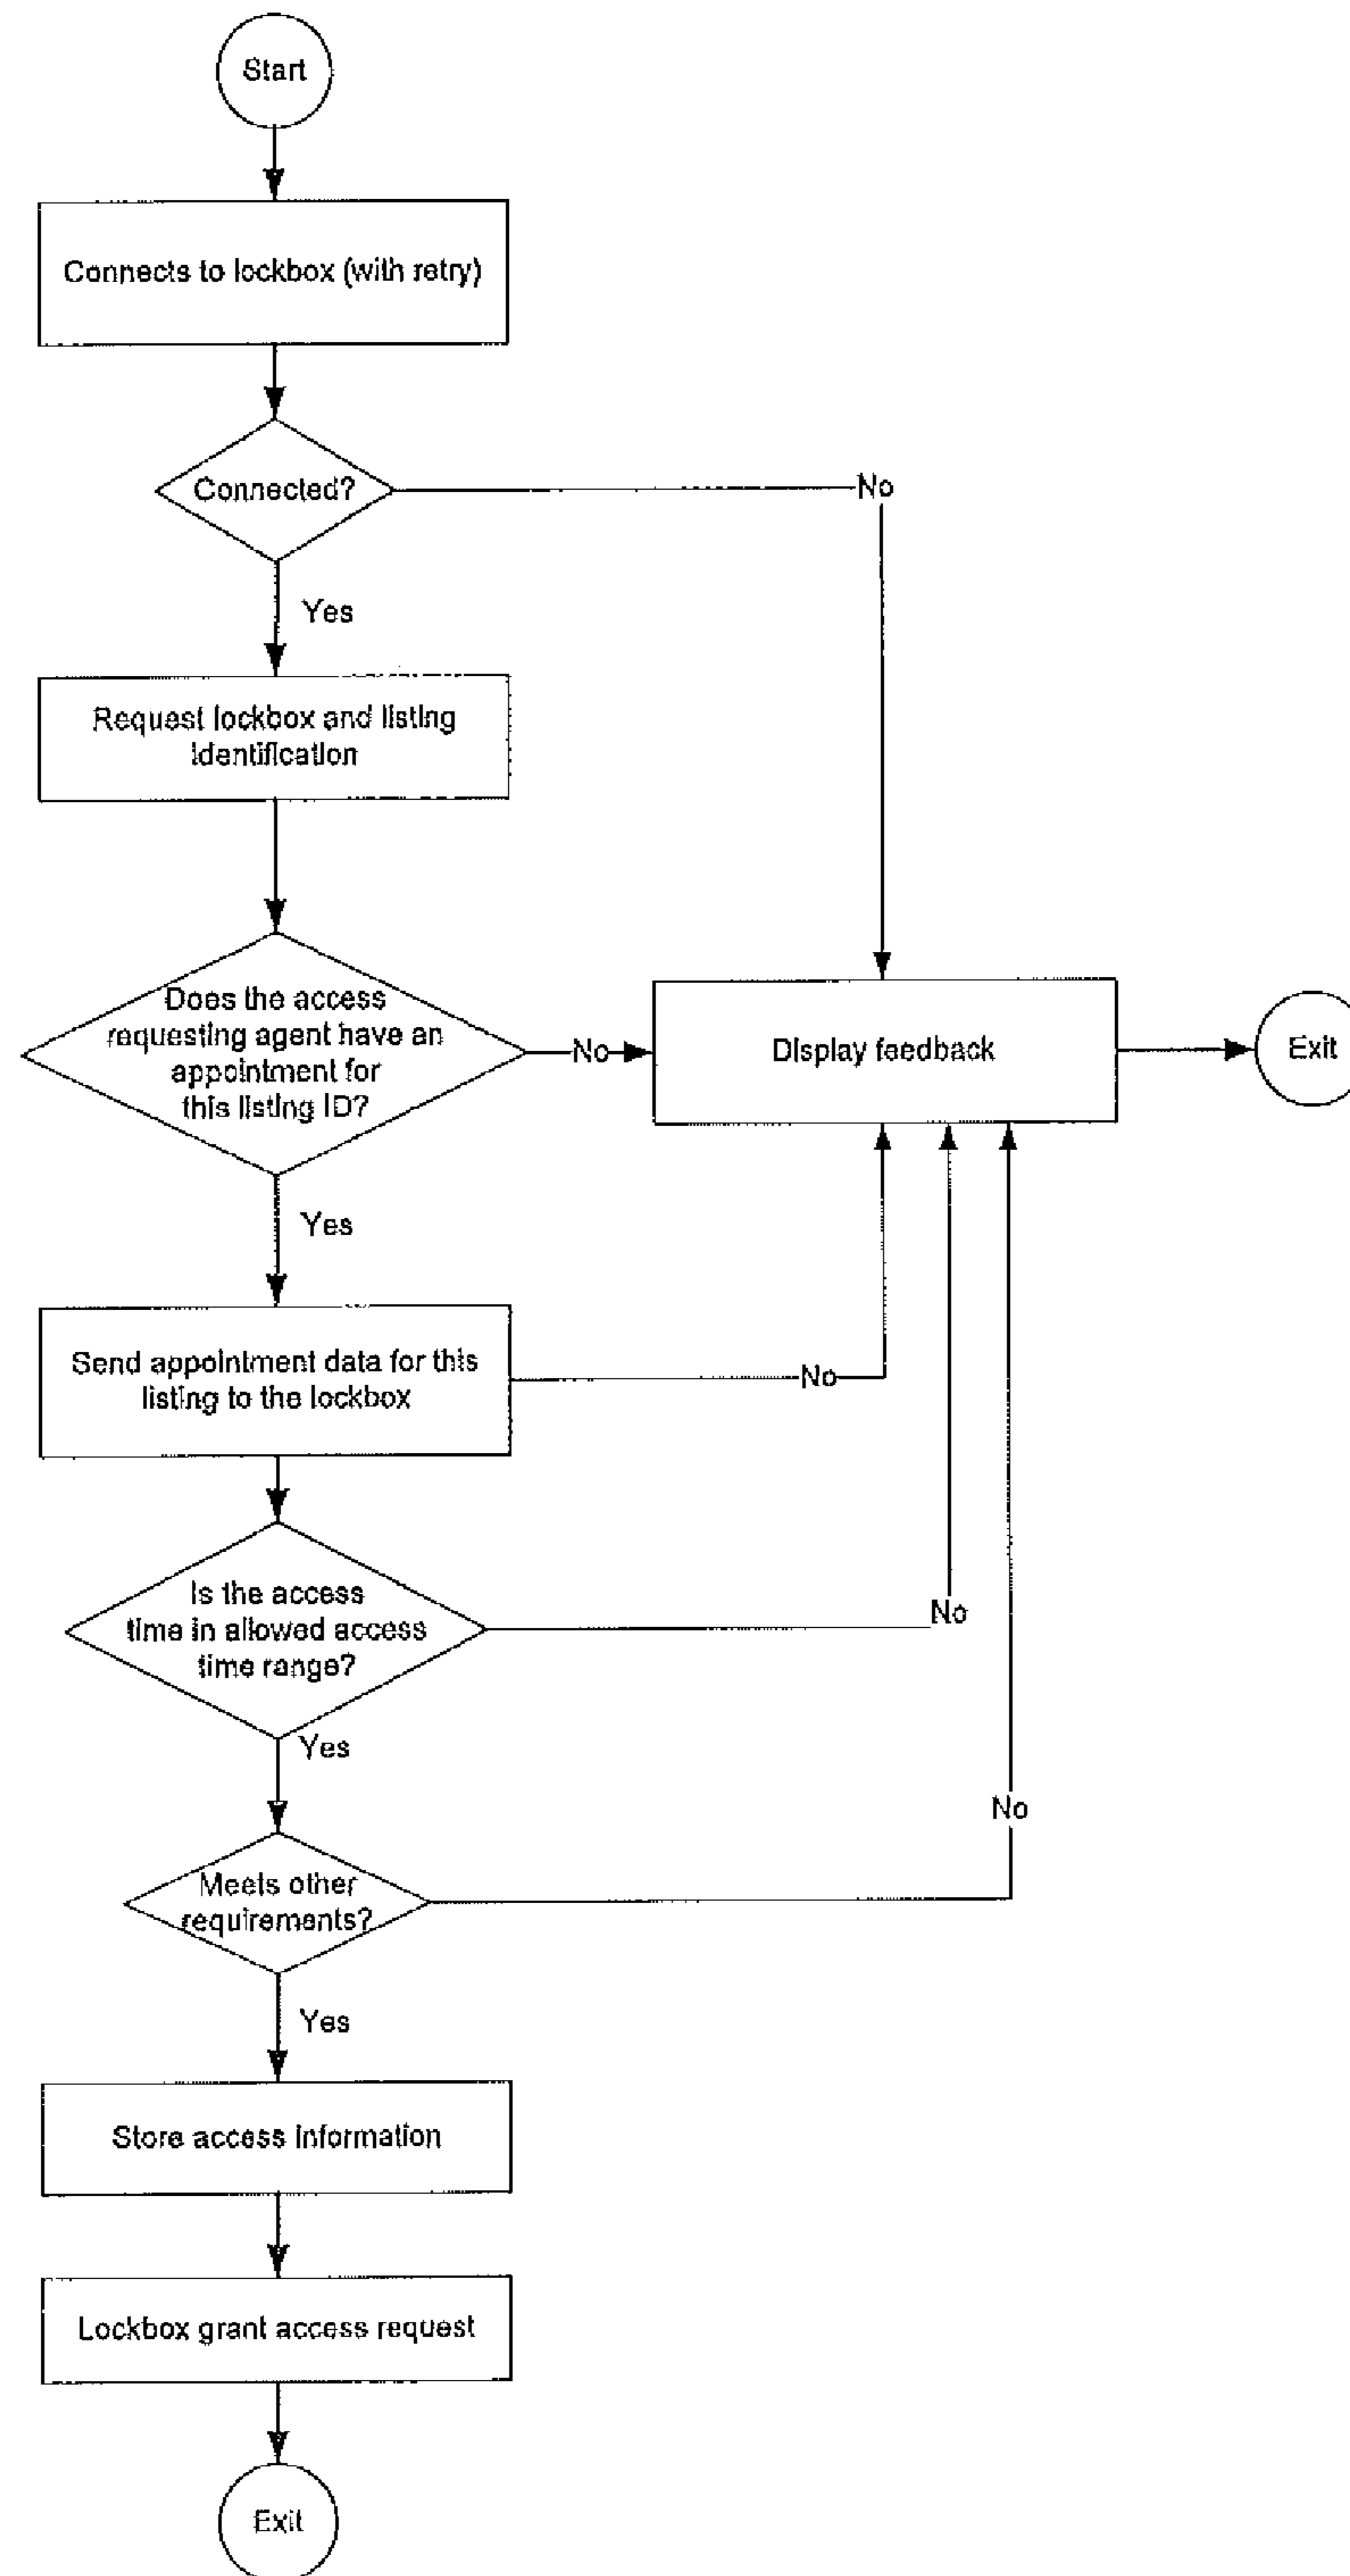 Start
Connects to lockbox (with retry)
Connected?
No
Yes
Request lockbox and listing
identification
Does the access
requesting agent have an
appointment for
this listing ID?
No
Display feedback
Exit
Yes
Send appointment data for this
listing to the lockbox
No
Is the access
time in allowed access
time range?
No
Yes
No
Meets other
requirements?
Yes
Store access information
Lockbox grant access request
Exit